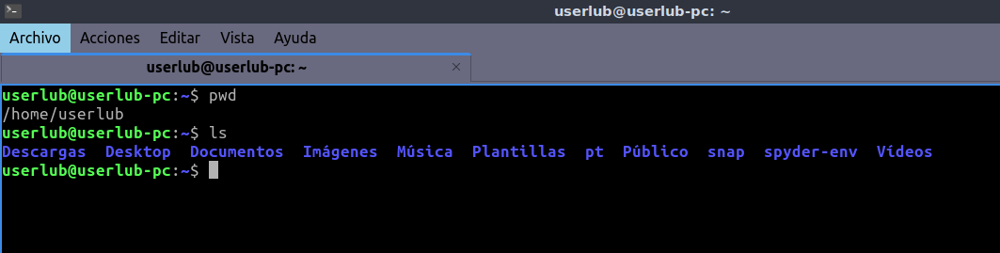 userlub@userlub-pc: ~
Archivo Acciones Editar Vista Ayuda
userlub@userlub-pc: ~ ×
userlub@userlub-pc:~$ pwd
/home/userlub
userlub@userlub-pc:~$ ls
Descargas Desktop Documentos Imágenes Música Plantillas pt Público snap spyder-env Vídeos
userlub@userlub-pc:~$